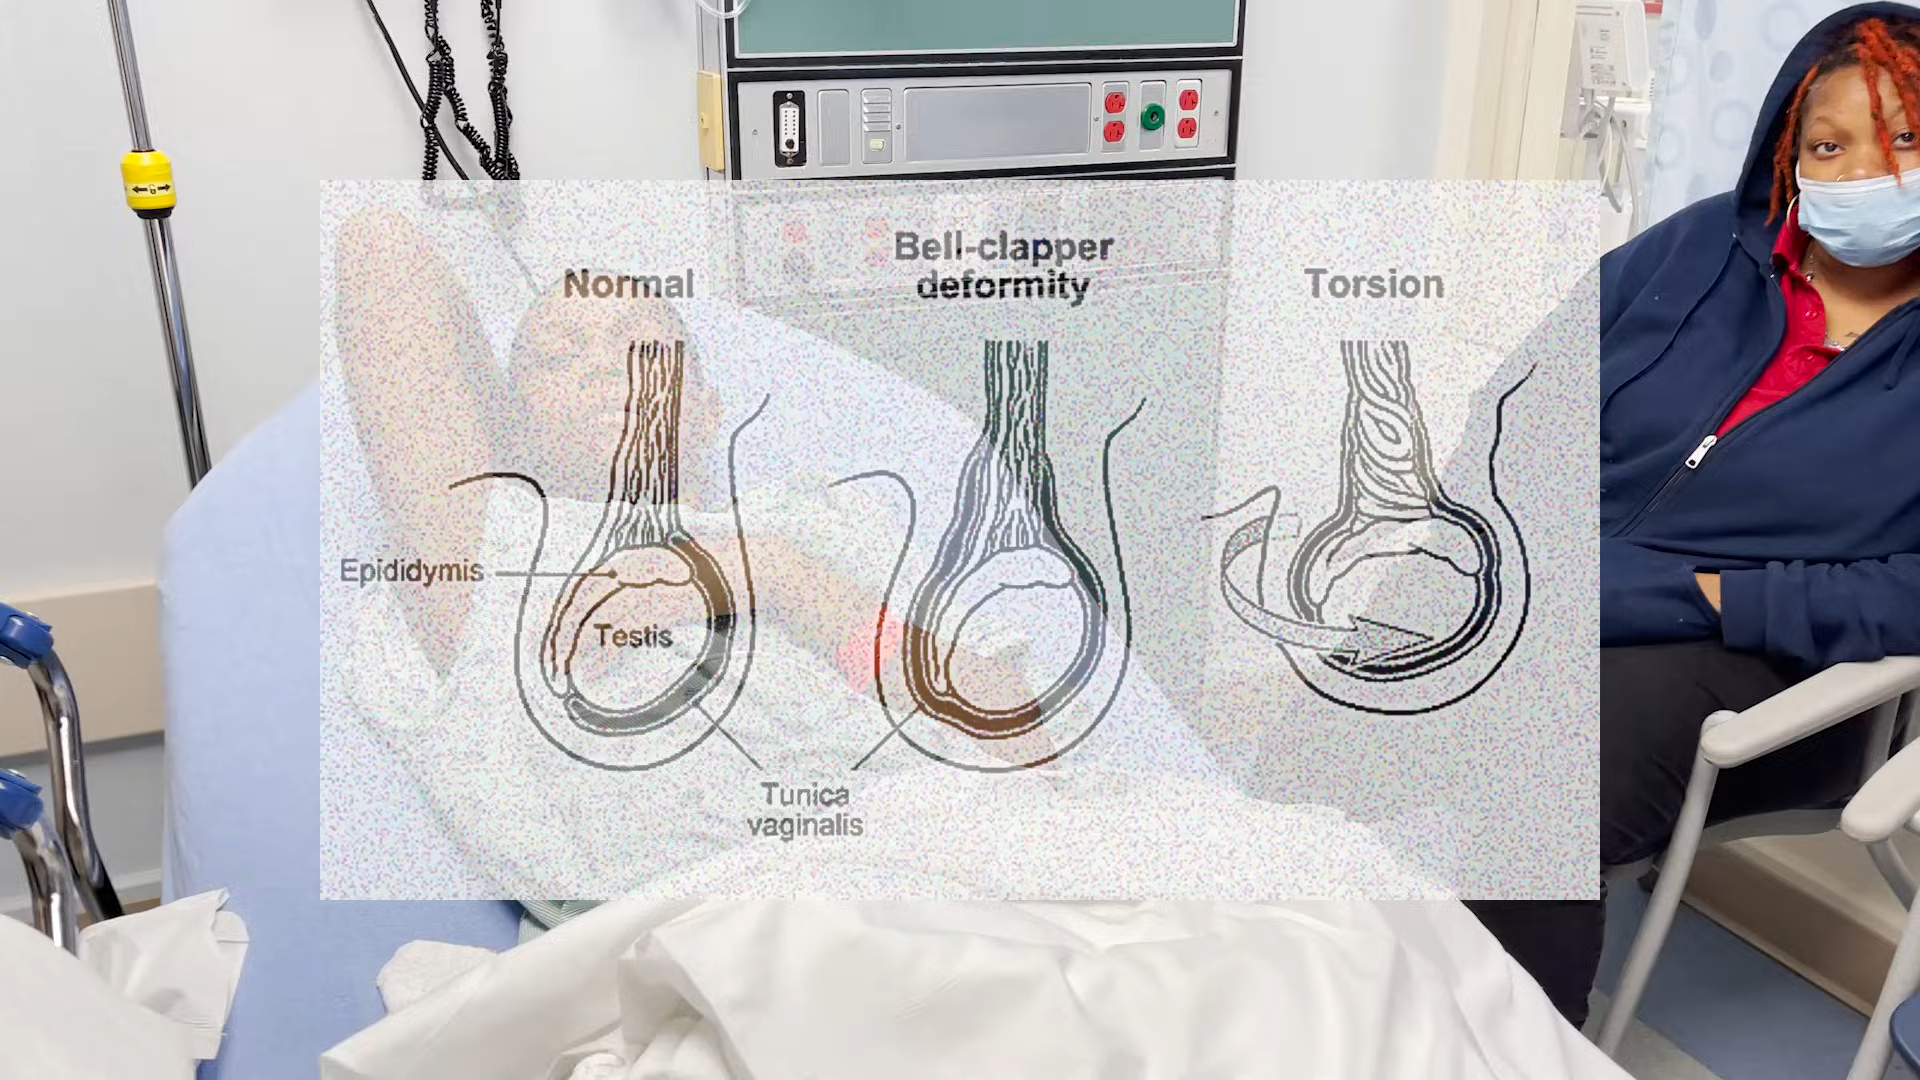 Normal
Bell-clapper
deformity
Torsion
Epididymis
Testis
Tunica
vaginalis